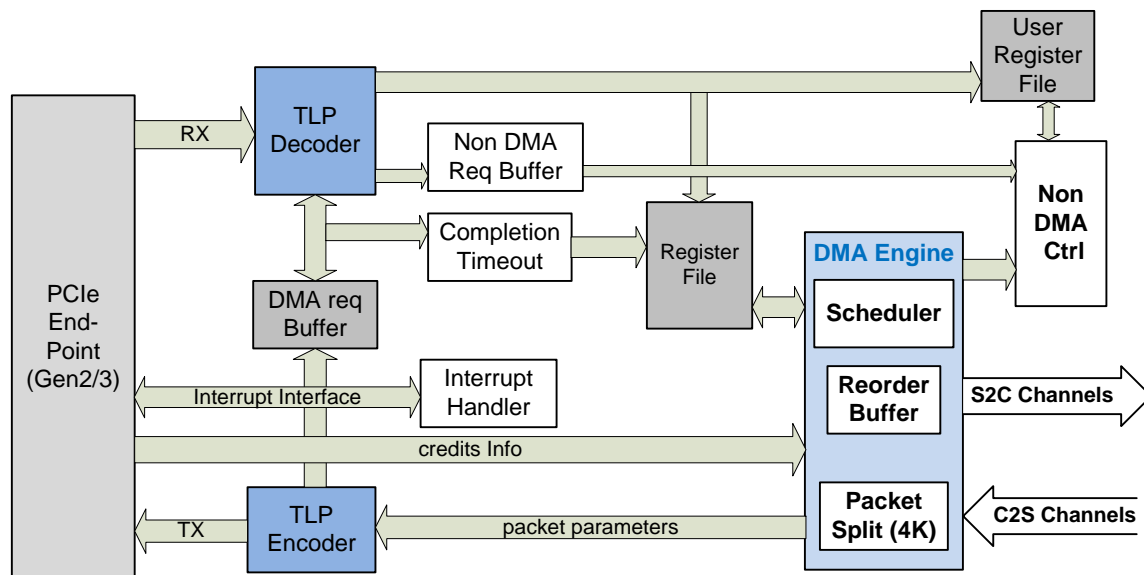 User
Register
File
TLP
Decoder
RX
Non DMA
Req Buffer
Non
DMA
Ctrl
Completion
Timeout
Register
File
DMA Engine
Scheduler
PCIe
End-
Point
(Gen2/3)
DMA req
Buffer
Interrupt Interface
Interrupt
Handler
Reorder
Buffer
S2C Channels
credits Info
TX
TLP
Encoder
packet parameters
Packet
Split (4K)
C2S Channels